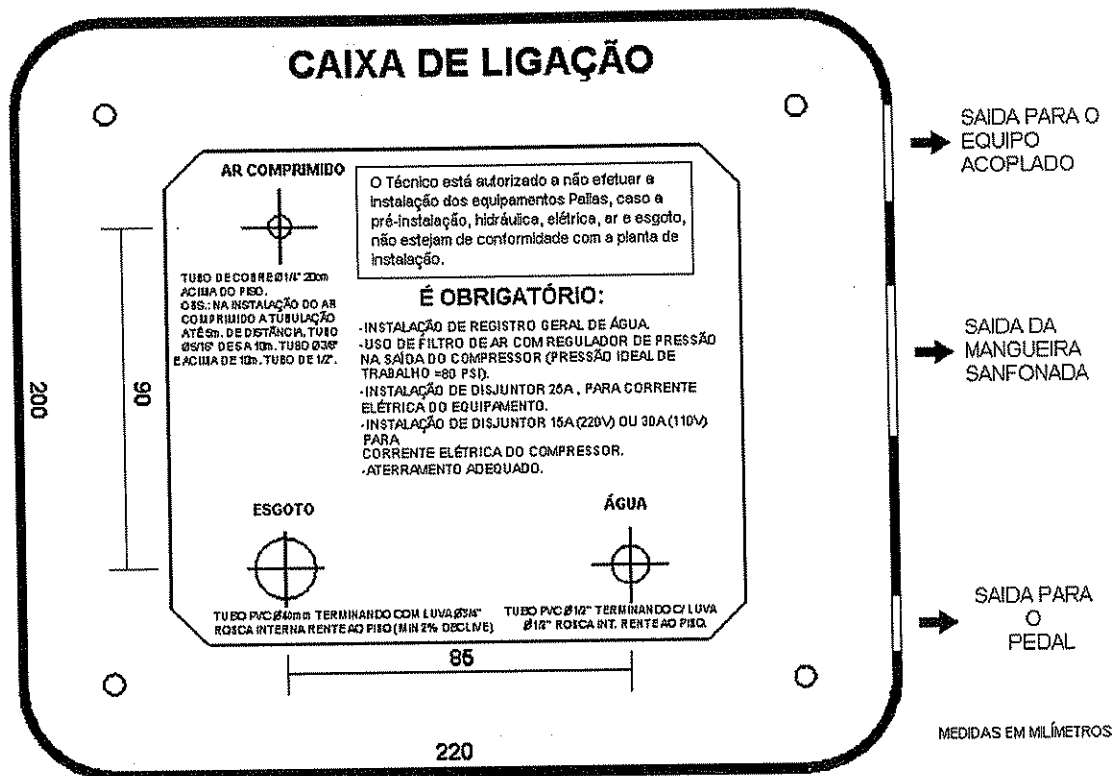 CAIXA DE LIGAÇÃO
AR COMPRIMIDO
TUBO DE COBRE Ø1/4" 20cm
ACIMA DO PISO.
OBS.: NA INSTALAÇÃO DO AR
COMPRIMIDO A TUBULAÇÃO
ATÉ 5m. DE DISTÂNCIA, TUBO
Ø5/16" DE 5 A 10m. TUBO Ø3/8"
E ACIMA DE 10m. TUBO DE 1/2".
O Técnico está autorizado a não efetuar a
instalação dos equipamentos Pallas, caso a
pré-instalação, hidráulica, elétrica, ar e esgoto,
não estejam de conformidade com a planta de
instalação.
É OBRIGATÓRIO:
-INSTALAÇÃO DE REGISTRO GERAL DE ÁGUA.
-USO DE FILTRO DE AR COM REGULADOR DE PRESSÃO
NA SAÍDA DO COMPRESSOR (PRESSÃO IDEAL DE
TRABALHO =80 PSI).
-INSTALAÇÃO DE DISJUNTOR 25A, PARA CORRENTE
ELÉTRICA DO EQUIPAMENTO.
-INSTALAÇÃO DE DISJUNTOR 15A (220V) OU 30A (110V)
PARA
CORRENTE ELÉTRICA DO COMPRESSOR.
-ATERRAMENTO ADEQUADO.
ESGOTO
TUBO PVC Ø40mm TERMINANDO COM LUVA Ø3/4"
ROSCA INTERNA RENTE AO PISO (MIN 2% DECLIVE)
ÁGUA
TUBO PVC Ø1/2" TERMINANDO C/ LUVA
Ø1/2" ROSCA INT. RENTE AO PISO.
200
90
85
220
SAIDA PARA O
EQUIPO
ACOPLADO
SAIDA DA
MANGUEIRA
SANFONADA
SAIDA PARA
O
PEDAL
MEDIDAS EM MILÍMETROS